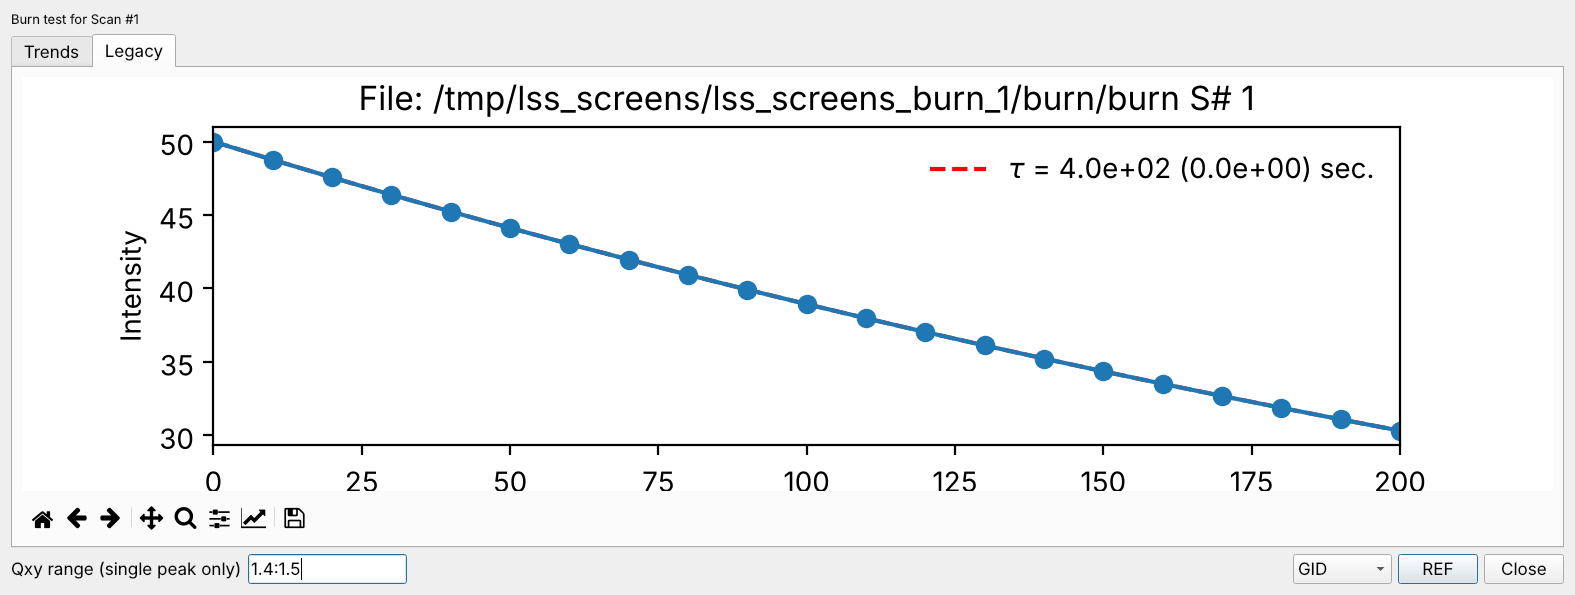 Burn test for Scan #1
Trends
Legacy
File: /tmp/lss_screens/lss_screens_burn_1/burn/burn S# 1
50
45
40
35
30
Intensity
τ = 4.0e+02 (0.0e+00) sec.
0
25
50
75
100
125
150
175
200
Qxy range (single peak only)
1.4:1.5
GID
REF
Close